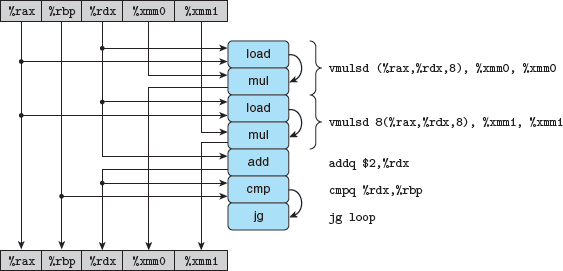 %rax %rbp %rdx %xmm0 %xmm1
load
mul
vmulsd (%rax,%rdx,8), %xmm0, %xmm0
load
mul
vmulsd 8(%rax,%rdx,8), %xmm1, %xmm1
add
addq $2,%rdx
cmp
cmpq %rdx,%rbp
jg
jg loop
%rax %rbp %rdx %xmm0 %xmm1